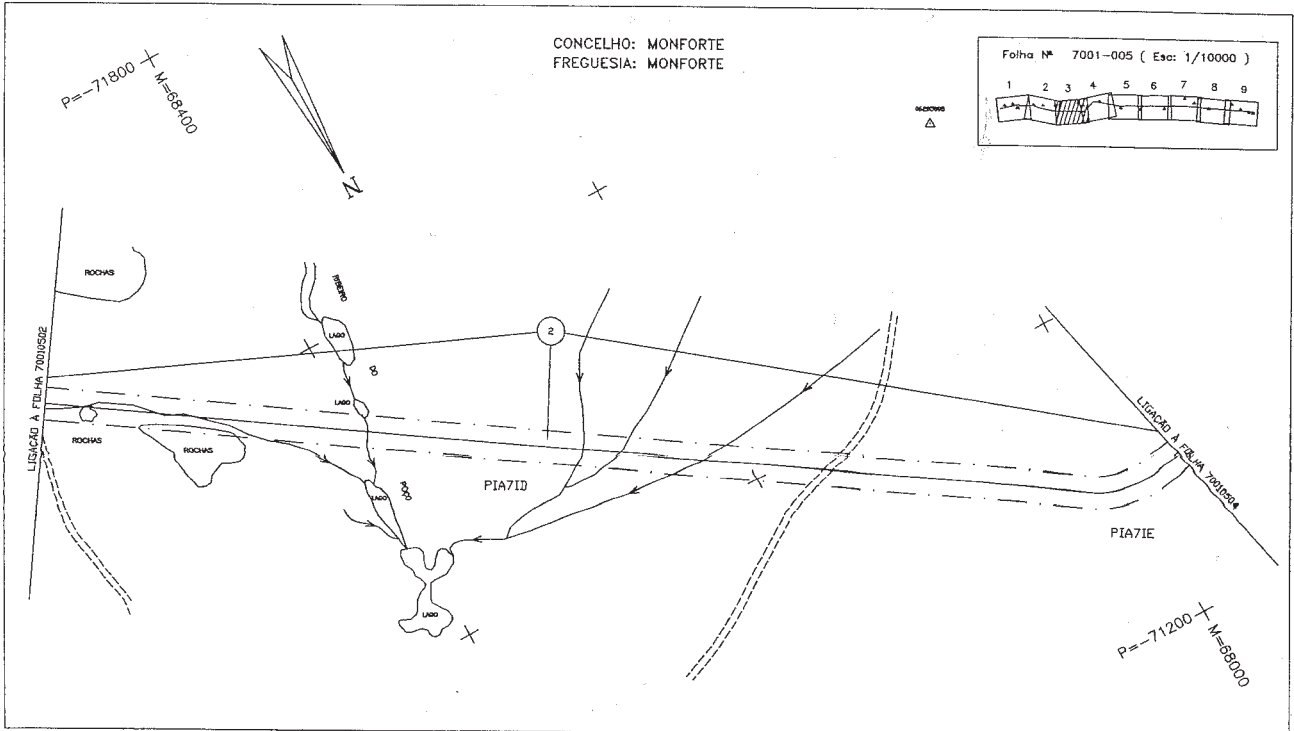 CONCELHO: MONFORTE
FREGUESIA: MONFORTE
Folha Nº 7001-005 ( Esc: 1/10000 )
1 2 3 4 5 6 7 8 9
P=-71800
M=68400
N
ROCHAS
RIBEIRO
LAGO
DO
LAGO
2
LIGAÇÃO À FOLHA 70010502
ROCHAS
ROCHAS
LAGO
POÇO
PIA7ID
LAGO
LIGAÇÃO À FOLHA 70010504
PIA7IE
P=-71200
M=68000